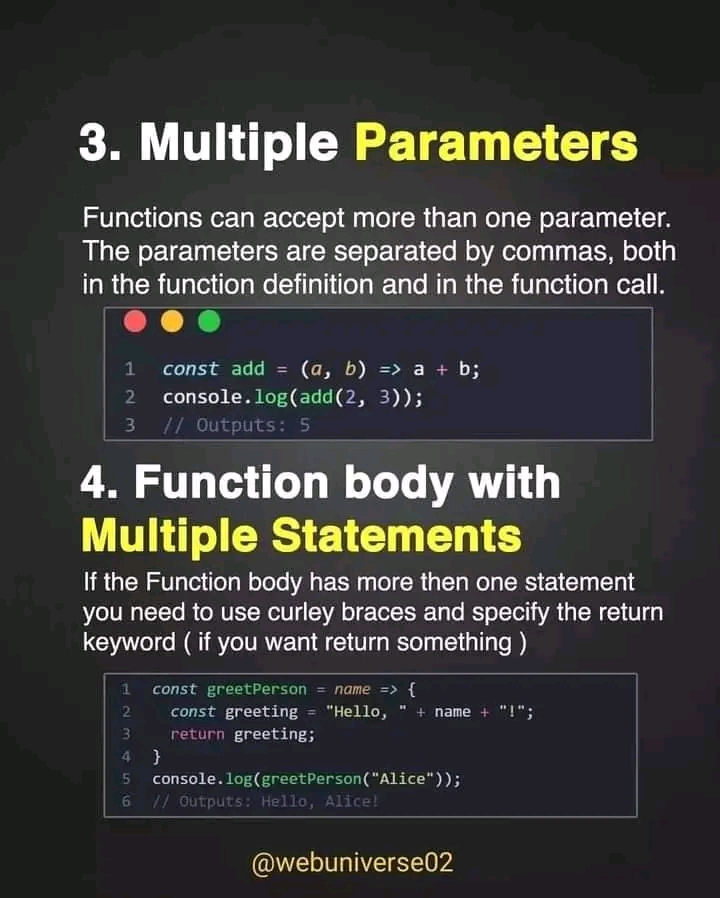 3. Multiple Parameters
Functions can accept more than one parameter.
The parameters are separated by commas, both
in the function definition and in the function call.
1 const add = (a, b) => a + b;
2 console.log(add(2, 3));
3 // Outputs: 5
4. Function body with
Multiple Statements
If the Function body has more then one statement
you need to use curley braces and specify the return
keyword ( if you want return something )
1 const greetPerson = name => {
2 const greeting = "Hello, " + name + "!";
3 return greeting;
4 }
5 console.log(greetPerson("Alice"));
6 // Outputs: Hello, Alice!
@webuniverse02